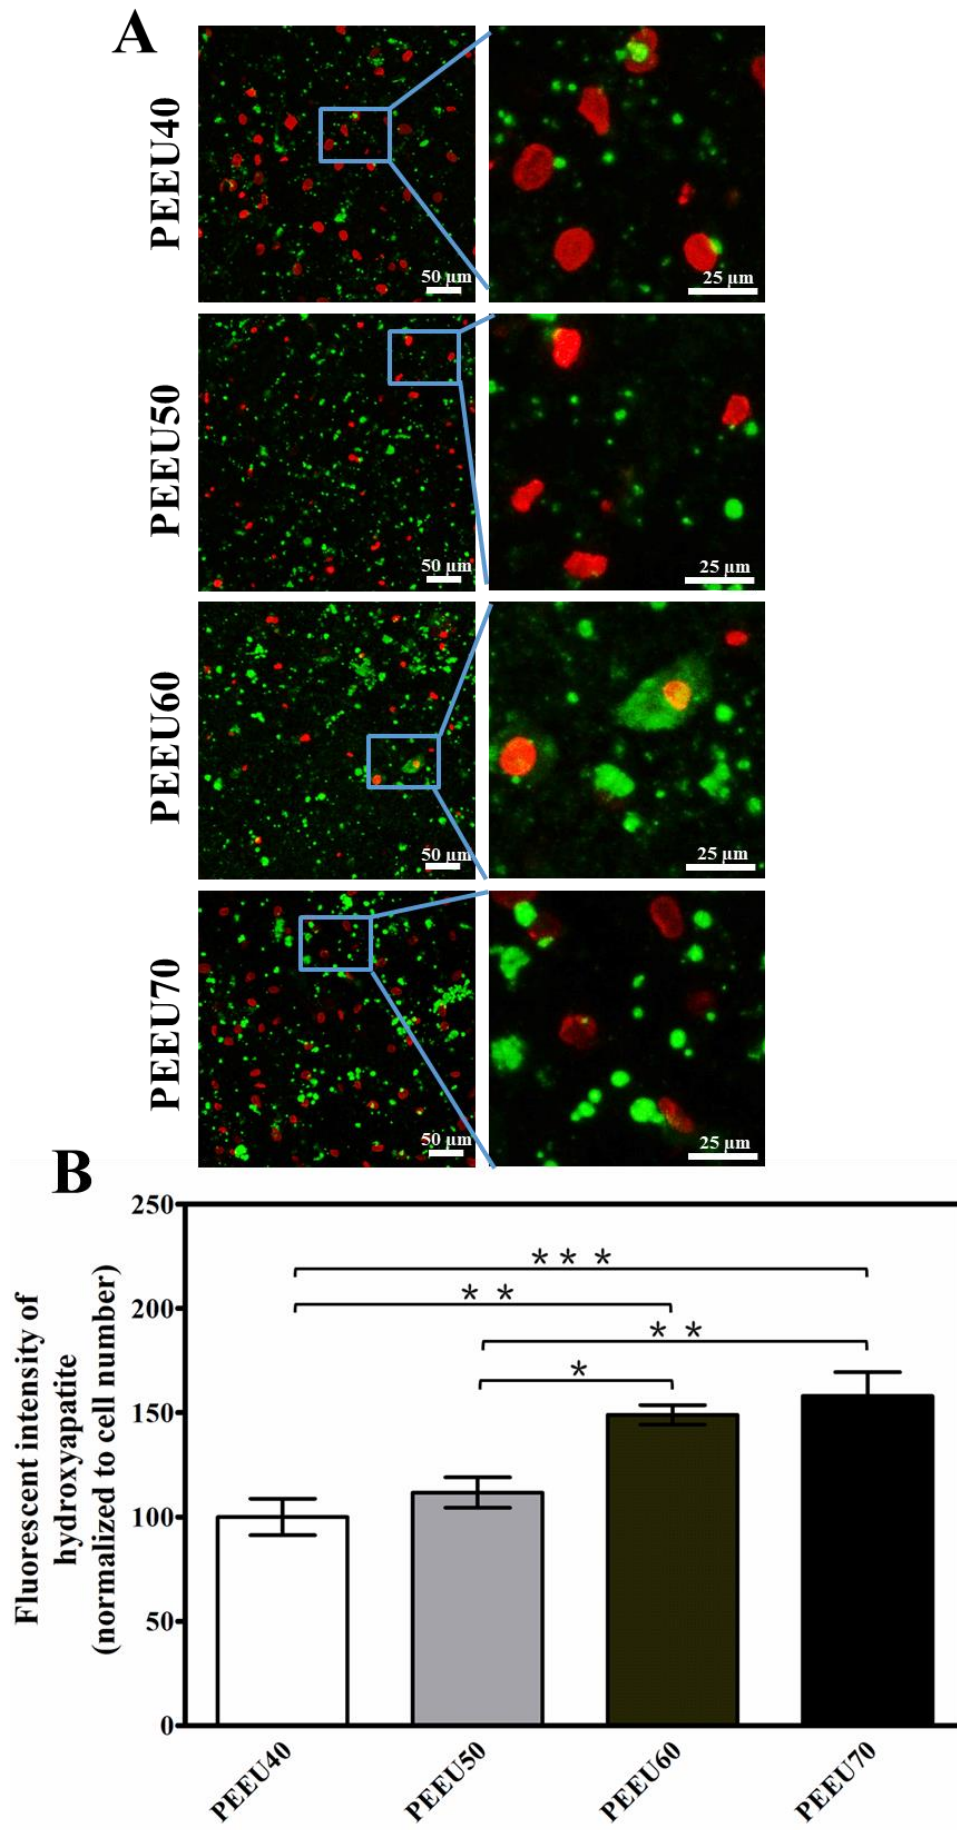 A
PEEU40
50 µm
25 µm
PEEU50
50 µm
25 µm
PEEU60
50 µm
25 µm
PEEU70
50 µm
25 µm
B
Fluorescent intensity of
hydroxyapatite
(normalized to cell number)
250
200
150
100
50
0
* * *
* *
* *
*
PEEU40
PEEU50
PEEU60
PEEU70